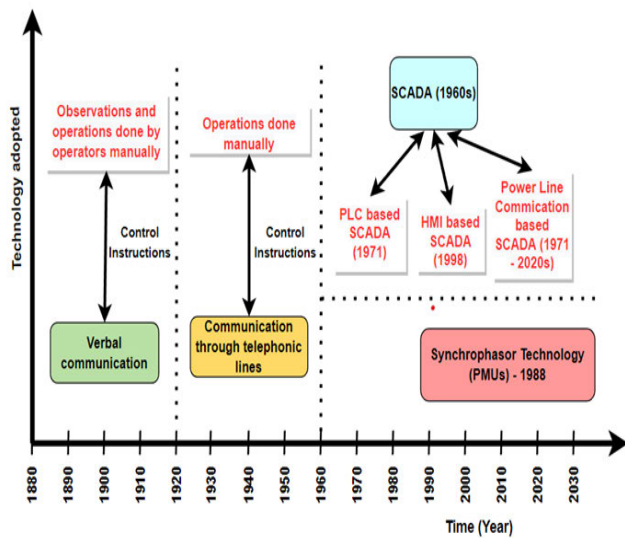 Technology adopted
Observations and
operations done by
operators manually
Control
Instructions
Verbal
communication
Operations done
manually
Control
Instructions
Communication
through telephonic
lines
SCADA (1960s)
PLC based
SCADA
(1971)
HMI based
SCADA
(1998)
Power Line
Commication
based
SCADA (1971
- 2020s)
Synchrophasor Technology
(PMUs) - 1988
1880
1890
1900
1910
1920
1930
1940
1950
1960
1970
1980
1990
2000
2010
2020
2030
Time (Year)